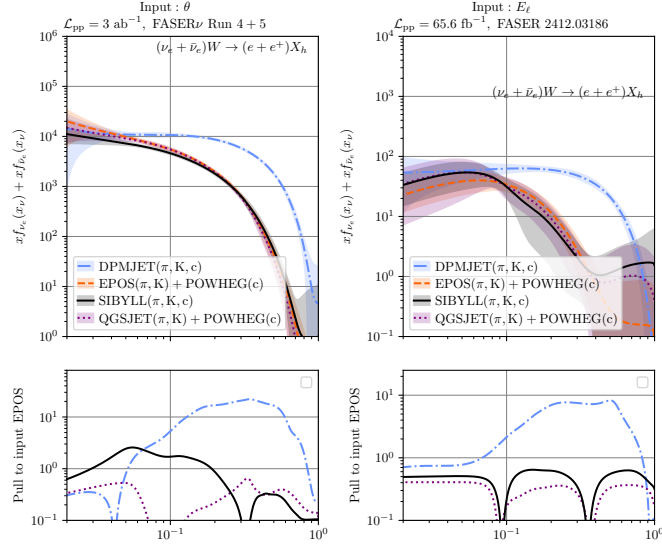 Input : θ
ℒpp = 3 ab⁻¹, FASERν Run 4 + 5
(νe + ν̄e)W → (e + e⁺)Xh
xfνe(xν) + xfν̄e(xν)
10⁶
10⁵
10⁴
10³
10²
10¹
10⁰
DPMJET(π, K, c)
EPOS(π, K) + POWHEG(c)
SIBYLL(π, K, c)
QGSJET(π, K) + POWHEG(c)
Input : Eℓ
ℒpp = 65.6 fb⁻¹, FASER 2412.03186
(νe + ν̄e)W → (e + e⁺)Xh
xfνe(xν) + xfν̄e(xν)
10⁴
10³
10²
10¹
10⁰
10⁻¹
DPMJET(π, K, c)
EPOS(π, K) + POWHEG(c)
SIBYLL(π, K, c)
QGSJET(π, K) + POWHEG(c)
Pull to input EPOS
10¹
10⁰
10⁻¹
10⁻¹
10⁰
Pull to input EPOS
10¹
10⁰
10⁻¹
10⁻¹
10⁰